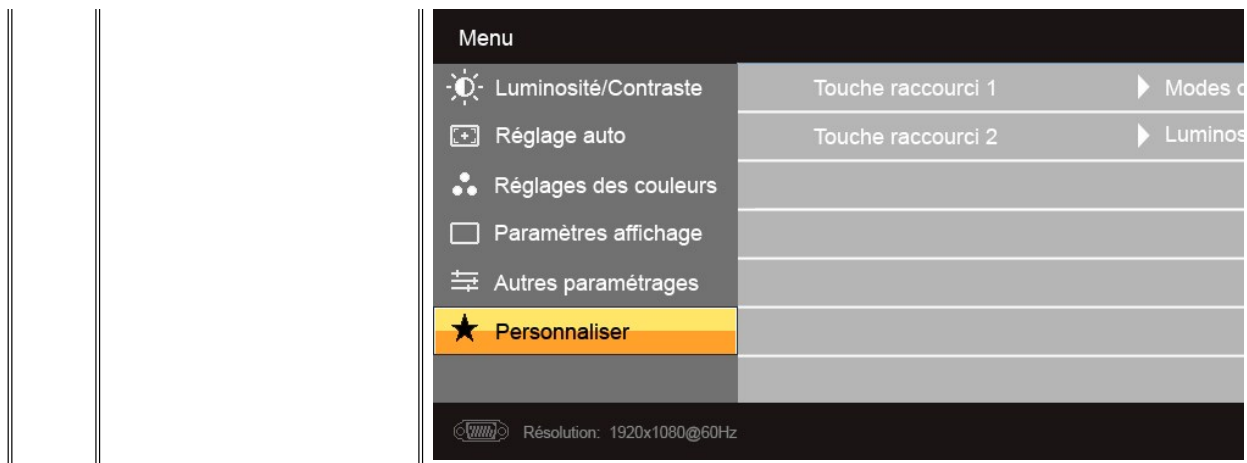 Menu
Luminosité/Contraste
Touche raccourci 1
Modes
Réglage auto
Touche raccourci 2
Réglages des couleurs
Paramètres affichage
Autres paramétrages
Personnaliser
Résolution: 1920x1080@60Hz